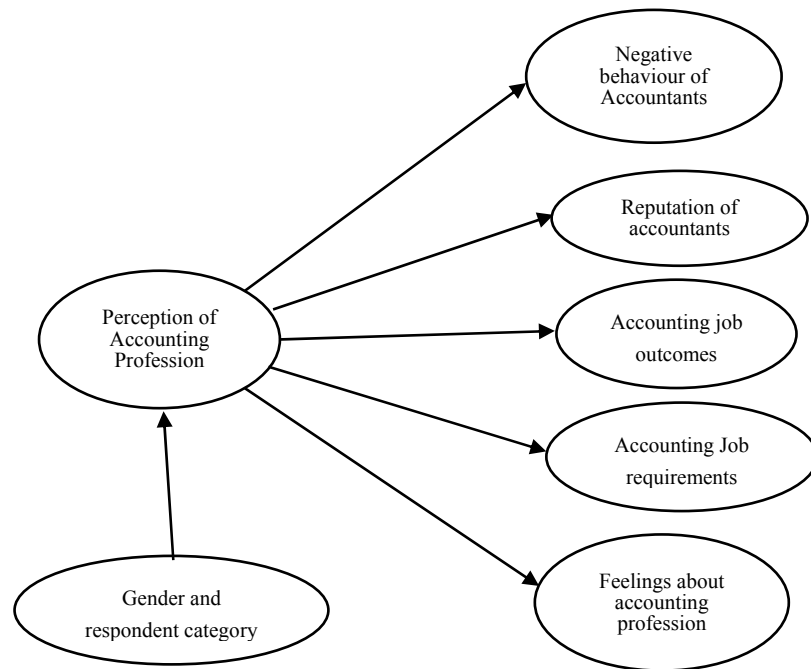 Negative
behaviour of
Accountants
Reputation of
accountants
Perception of
Accounting
Profession
Accounting job
outcomes
Accounting Job
requirements
Gender and
respondent category
Feelings about
accounting
profession